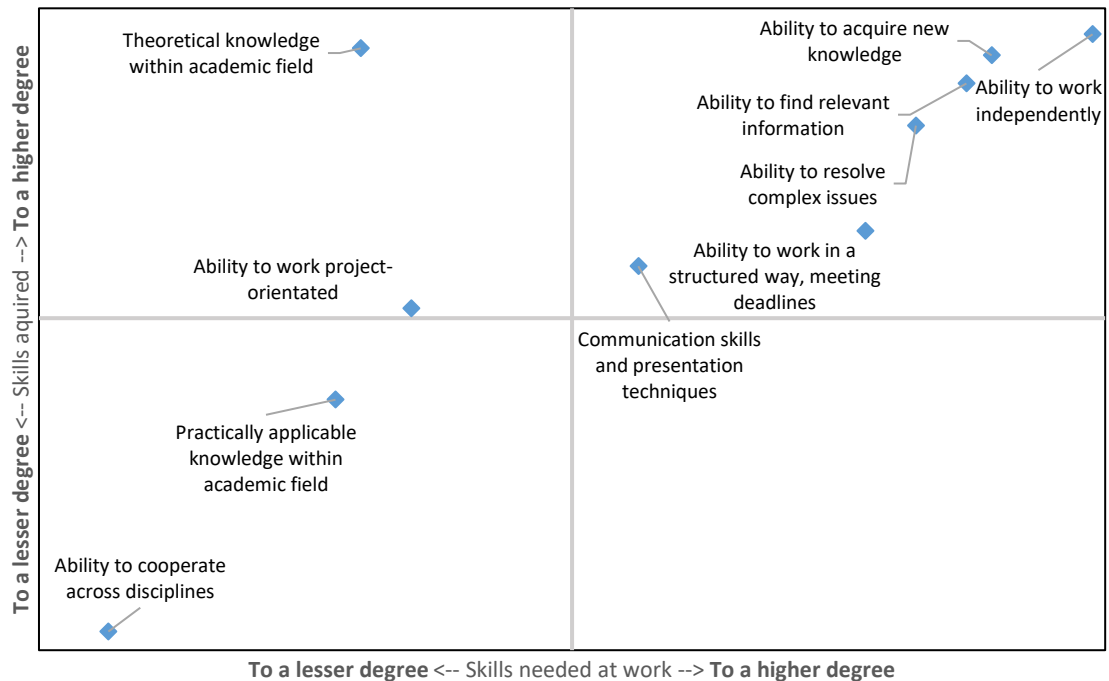 Theoretical knowledge
within academic field
Ability to acquire new
knowledge
Ability to work
independently
Ability to find relevant
information
Ability to resolve
complex issues
Ability to work in a
structured way, meeting
deadlines
Ability to work project-
orientated
Communication skills
and presentation
techniques
Practically applicable
knowledge within
academic field
Ability to cooperate
across disciplines
To a lesser degree <-- Skills aquired --> To a higher degree
To a lesser degree <-- Skills needed at work --> To a higher degree